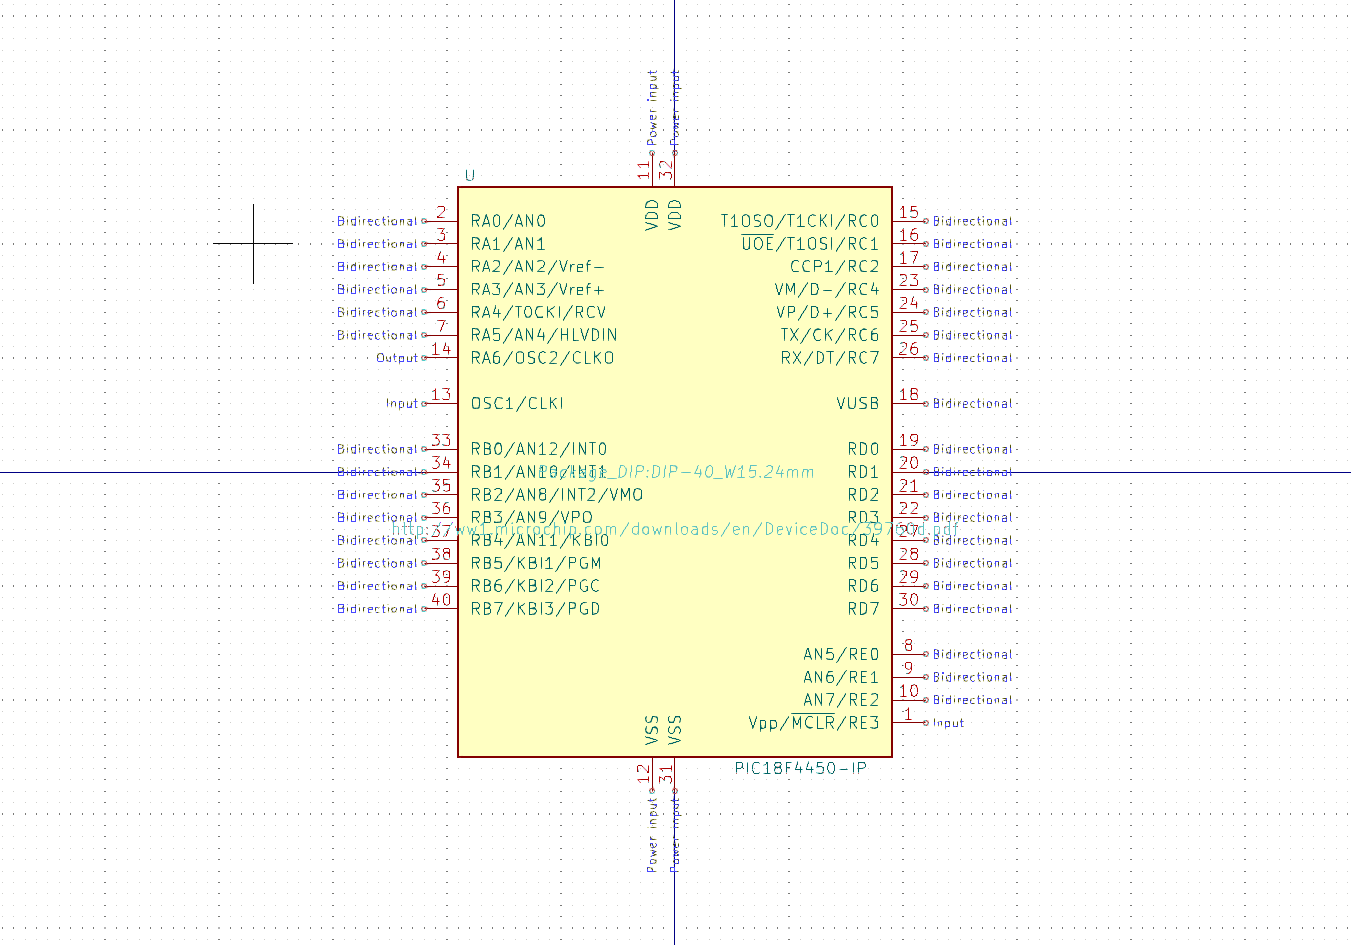 Power input
Power input
11
32
U
VDD
VDD
Bidirectional 2 RA0/AN0
Bidirectional 3 RA1/AN1
Bidirectional 4 RA2/AN2/Vref-
Bidirectional 5 RA3/AN3/Vref+
Bidirectional 6 RA4/T0CKI/RCV
Bidirectional 7 RA5/AN4/HLVDIN
Output 14 RA6/OSC2/CLKO
Input 13 OSC1/CLKI
Bidirectional 33 RB0/AN12/INT0
Bidirectional 34 RB1/AN10/INT1
Bidirectional 35 RB2/AN8/INT2/VMO
Bidirectional 36 RB3/AN9/VPO
Bidirectional 37 RB4/AN11/KBI0
Bidirectional 38 RB5/KBI1/PGM
Bidirectional 39 RB6/KBI2/PGC
Bidirectional 40 RB7/KBI3/PGD
Package_DIP:DIP-40_W15.24mm
http://ww1.microchip.com/downloads/en/DeviceDoc/39760d.pdf
T1OSO/T1CKI/RC0 15 Bidirectional
UOE/T1OSI/RC1 16 Bidirectional
CCP1/RC2 17 Bidirectional
VM/D-/RC4 23 Bidirectional
VP/D+/RC5 24 Bidirectional
TX/CK/RC6 25 Bidirectional
RX/DT/RC7 26 Bidirectional
VUSB 18 Bidirectional
RD0 19 Bidirectional
RD1 20 Bidirectional
RD2 21 Bidirectional
RD3 22 Bidirectional
RD4 27 Bidirectional
RD5 28 Bidirectional
RD6 29 Bidirectional
RD7 30 Bidirectional
AN5/RE0 8 Bidirectional
AN6/RE1 9 Bidirectional
AN7/RE2 10 Bidirectional
Vpp/MCLR/RE3 1 Input
VSS
VSS
PIC18F4450-IP
12
31
Power input
Power input